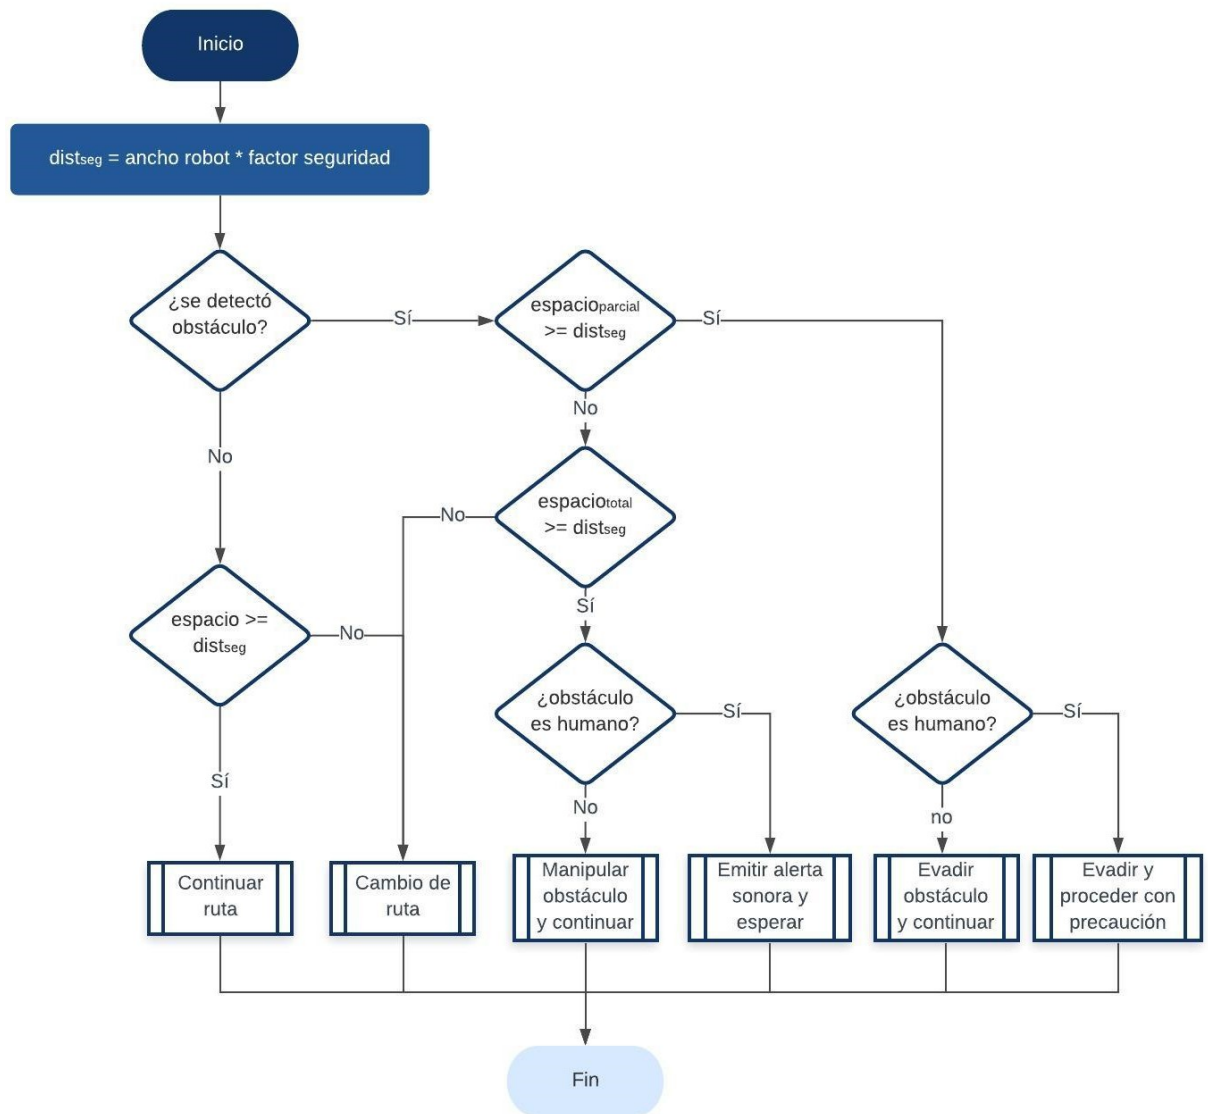 Inicio
distseg = ancho robot * factor seguridad
¿se detectó
obstáculo?
Sí
espacioparcial
>= distseg
Sí
No
No
espaciototal
>= distseg
No
Sí
espacio >=
distseg
No
Sí
¿obstáculo
es humano?
Sí
No
¿obstáculo
es humano?
Sí
no
Continuar
ruta
Cambio de
ruta
Manipular
obstáculo
y continuar
Emitir alerta
sonora y
esperar
Evadir
obstáculo
y continuar
Evadir y
proceder con
precaución
Fin